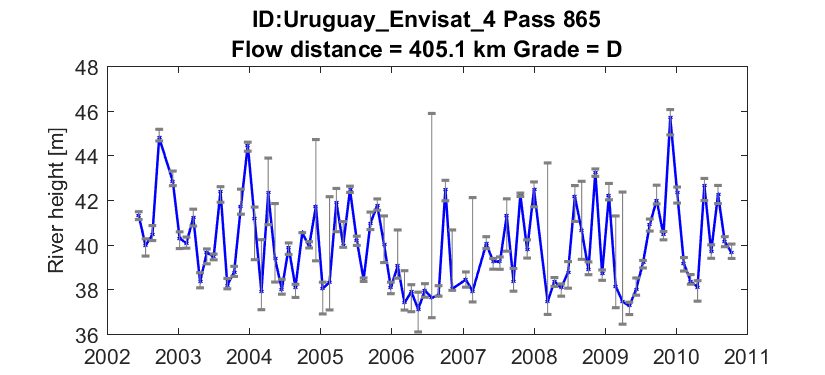 ID:Uruguay_Envisat_4 Pass 865
Flow distance = 405.1 km Grade = D
48
46
44
42
40
38
36
River height [m]
2002 2003 2004 2005 2006 2007 2008 2009 2010 2011